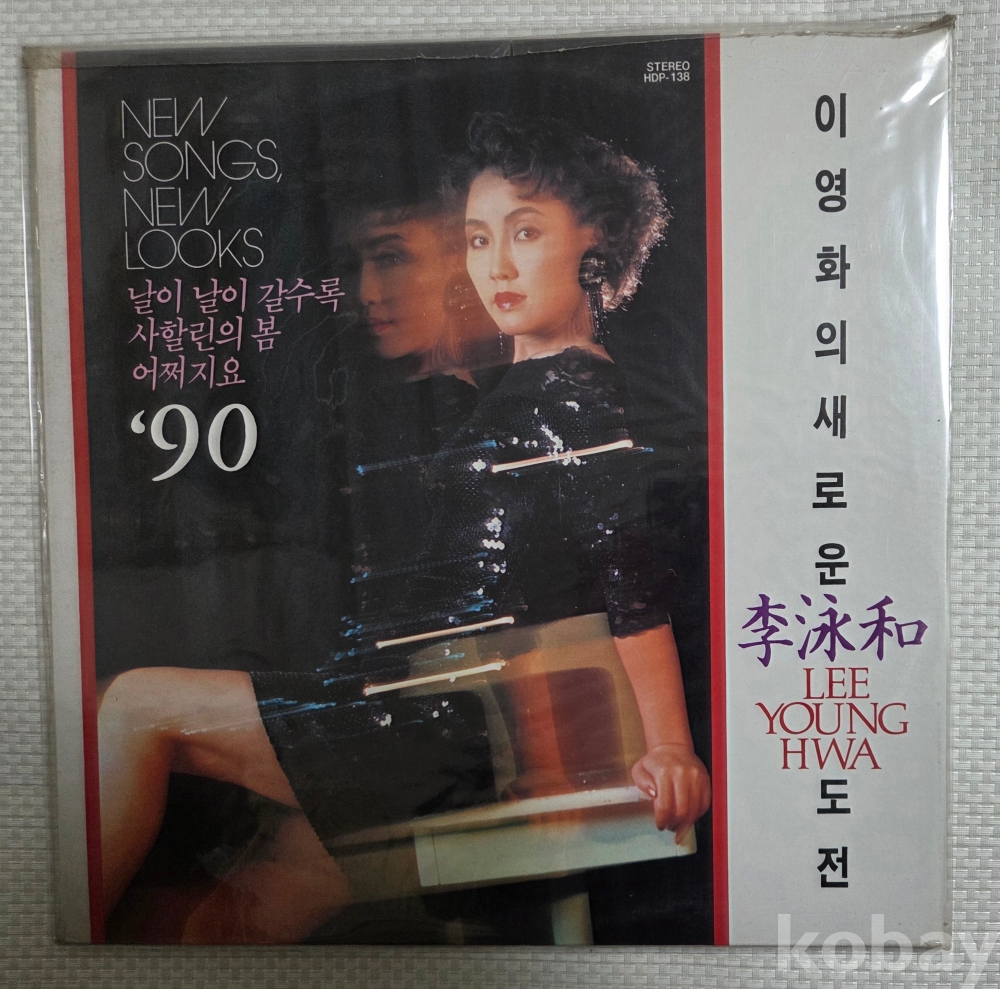 STEREO
HDP-138
NEW
SONGS,
NEW
LOOKS
날이 날이 갈수록
사할린의 봄
어쩌지요
‘90
이영화의새로운
李泳和
LEE
YOUNG
HWA
도전
kobay